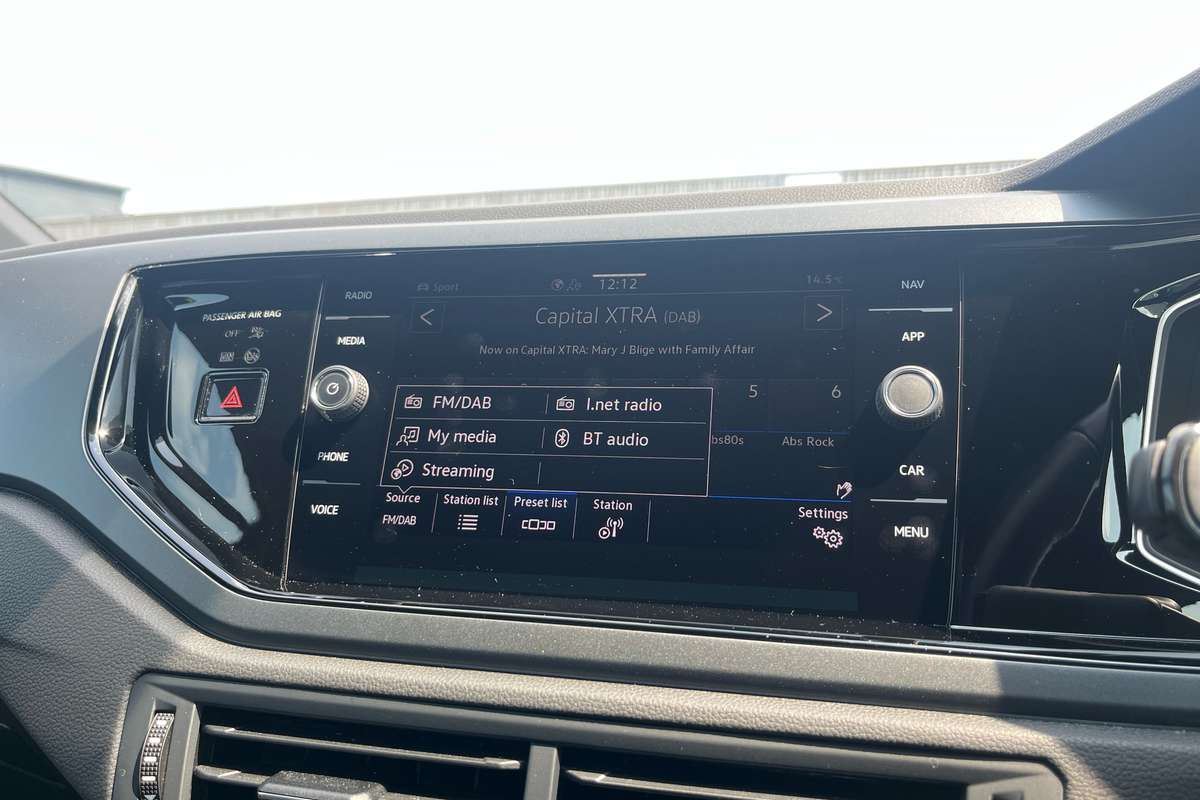 PASSENGER AIR BAG
OFF
ON
RADIO
MEDIA
PHONE
VOICE
Sport
12:12
14.5°C
Capital XTRA (DAB)
Now on Capital XTRA: Mary J Blige with Family Affair
5
6
bs80s
Abs Rock
FM/DAB
I.net radio
My media
BT audio
Streaming
Source
FM/DAB
Station list
Preset list
Station
Settings
NAV
APP
CAR
MENU